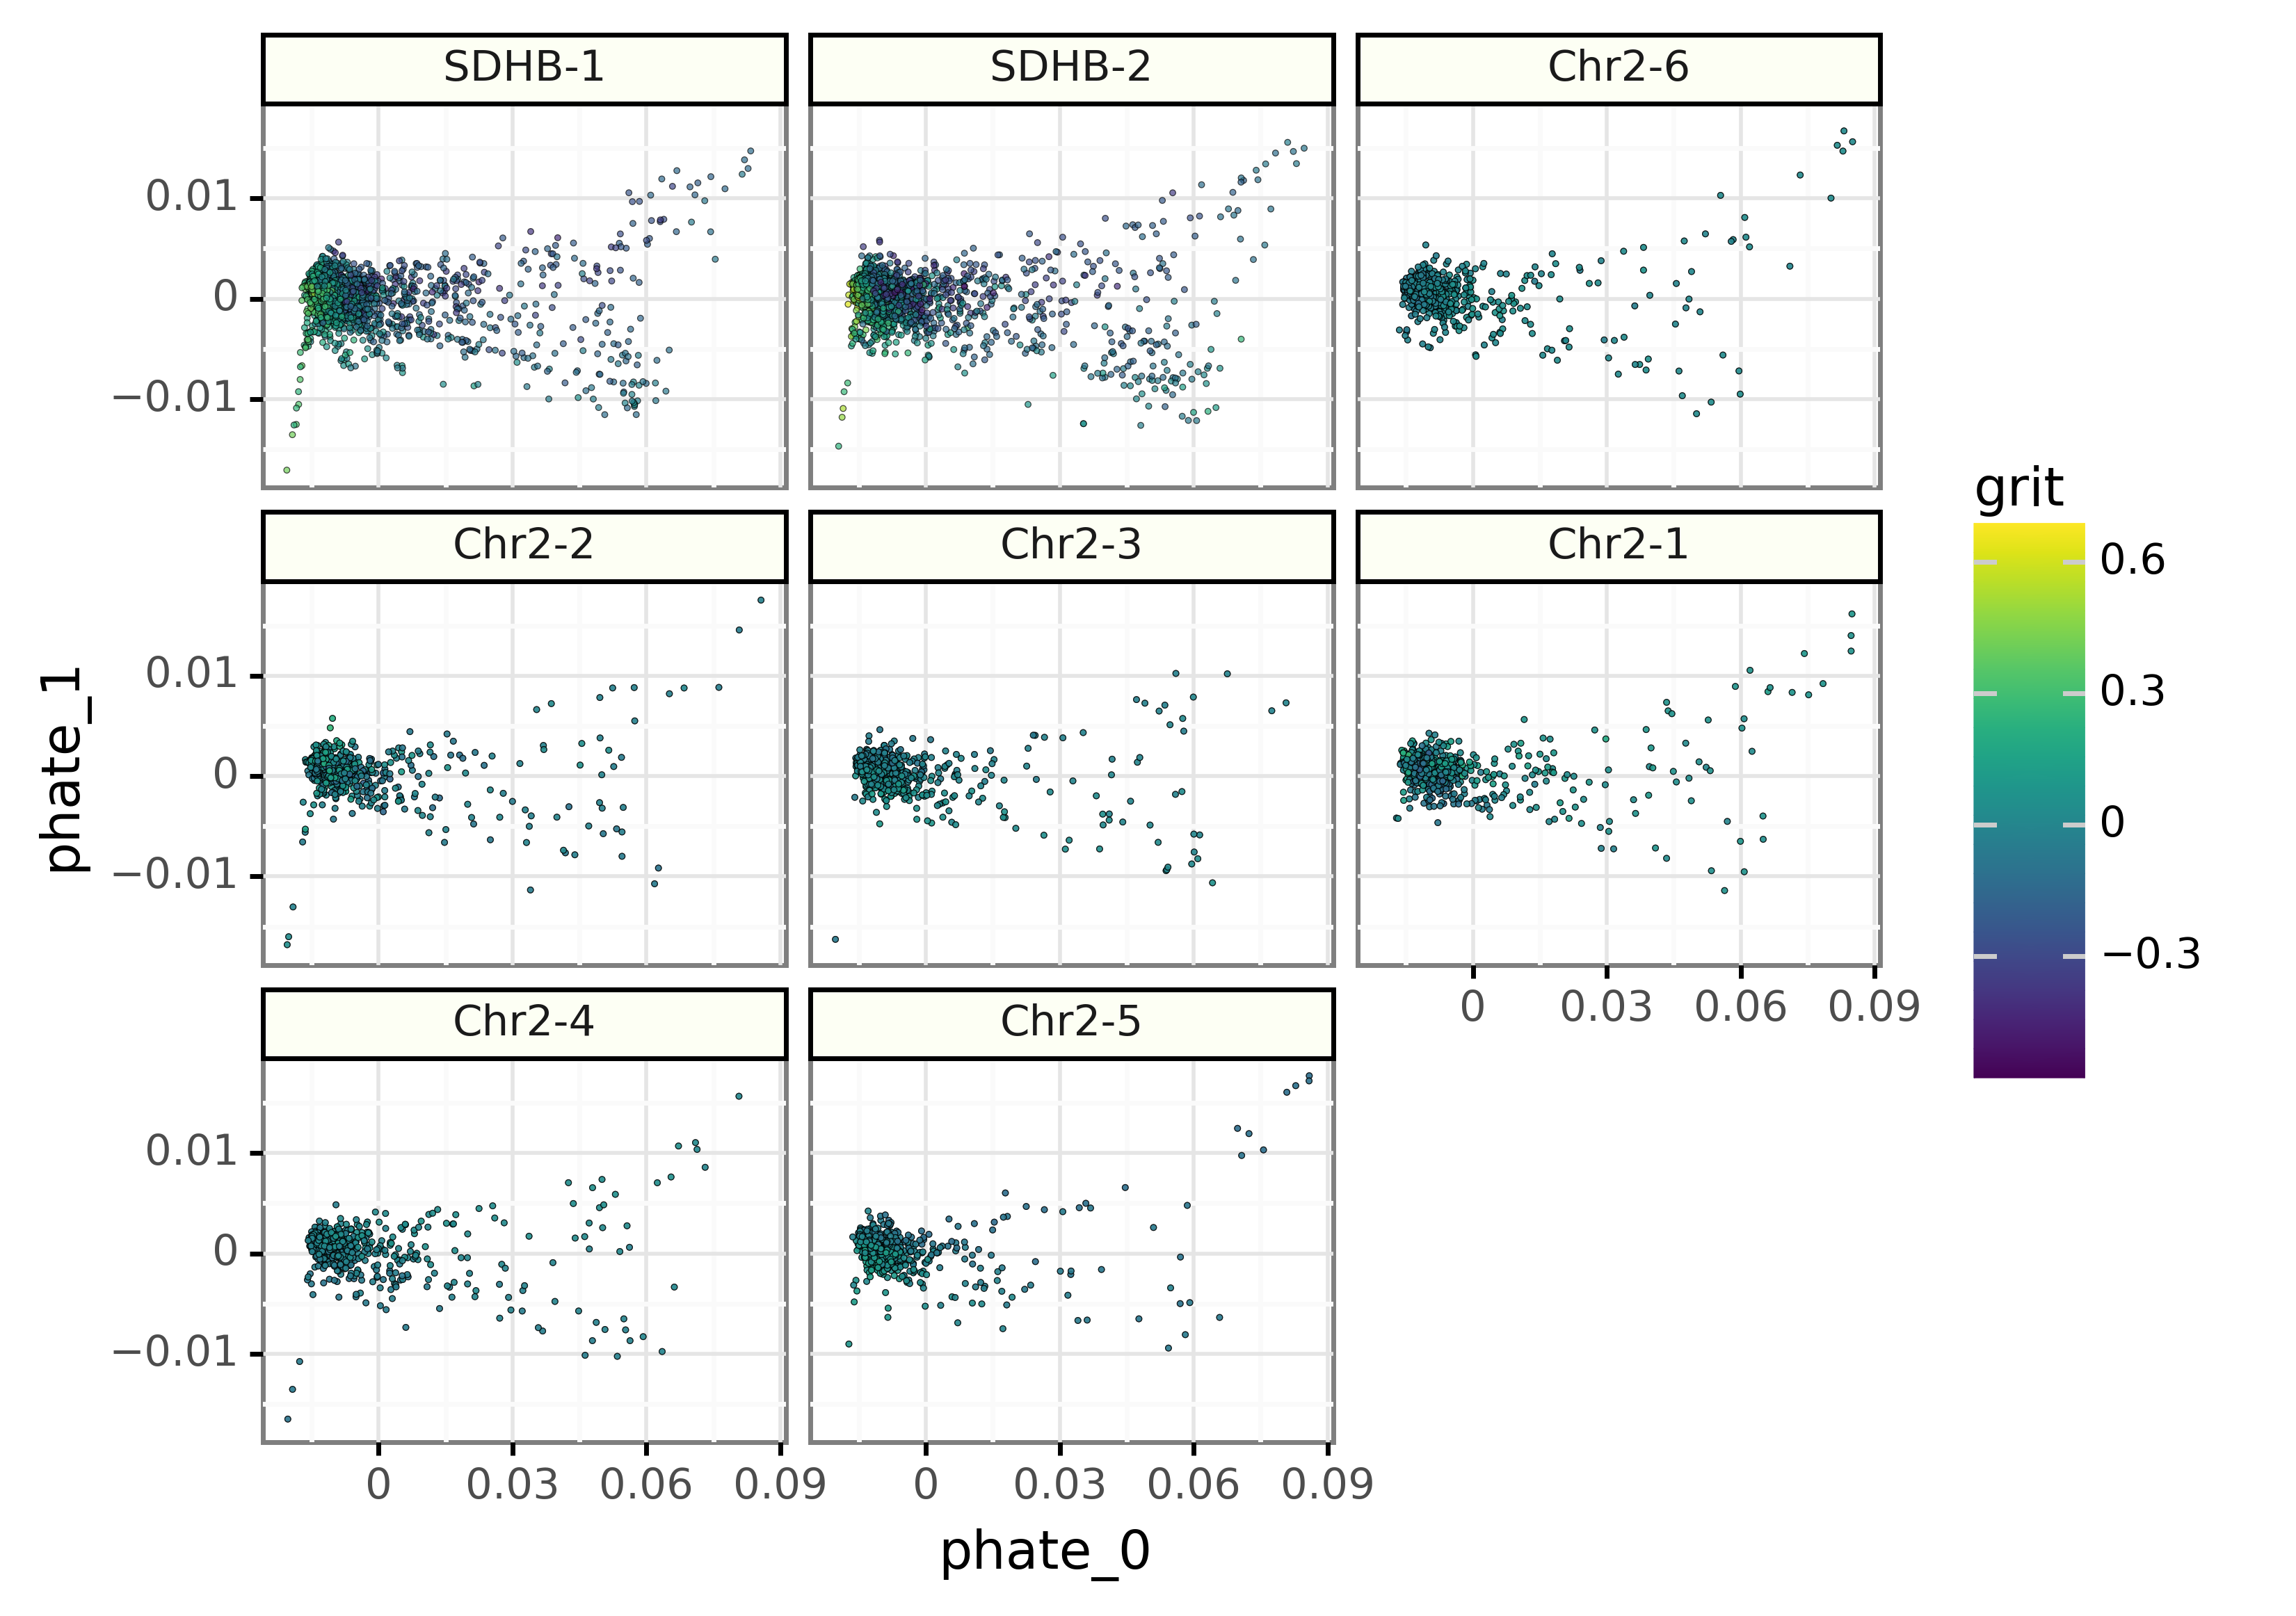 SDHB-1 SDHB-2 Chr2-6
0.01
0
−0.01
Chr2-2 Chr2-3 Chr2-1
0.01
0
−0.01
0 0.03 0.06 0.09
Chr2-4 Chr2-5
0.01
0
−0.01
0 0.03 0.06 0.09 0 0.03 0.06 0.09
phate_0
phate_1
grit
0.6
0.3
0
−0.3